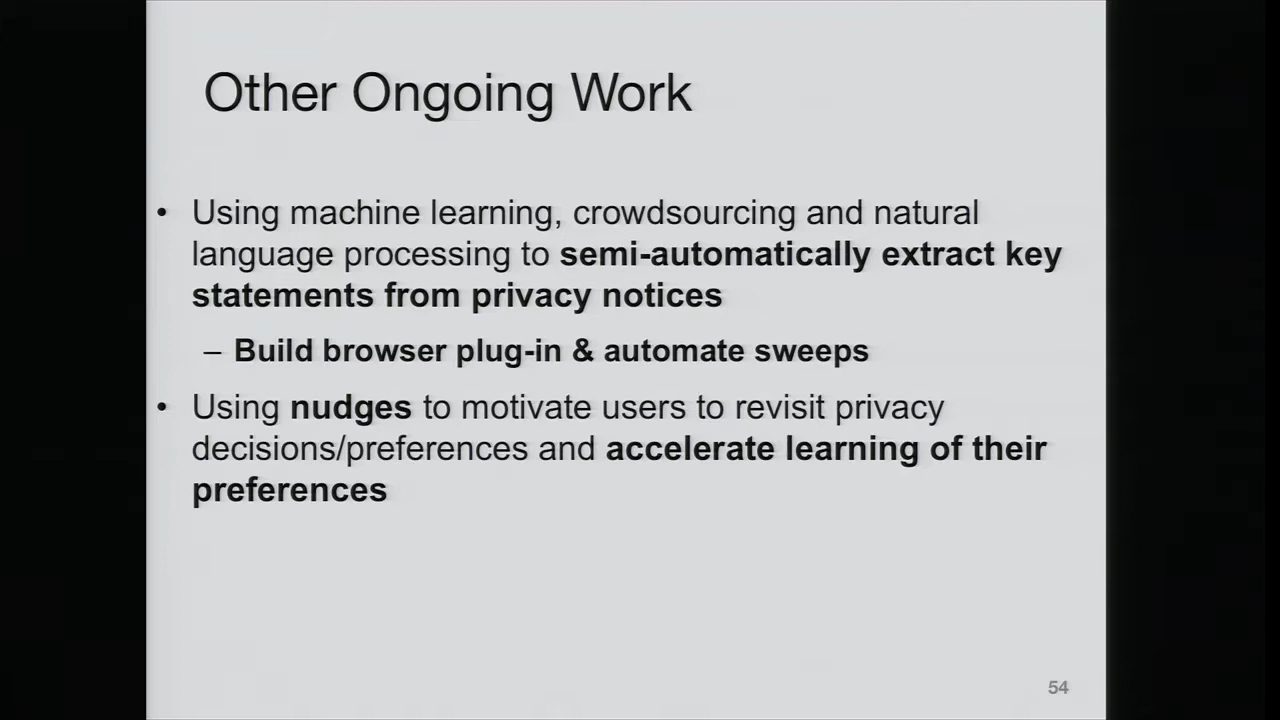 Other Ongoing Work
• Using machine learning, crowdsourcing and natural
language processing to semi-automatically extract key
statements from privacy notices
– Build browser plug-in & automate sweeps
• Using nudges to motivate users to revisit privacy
decisions/preferences and accelerate learning of their
preferences
54